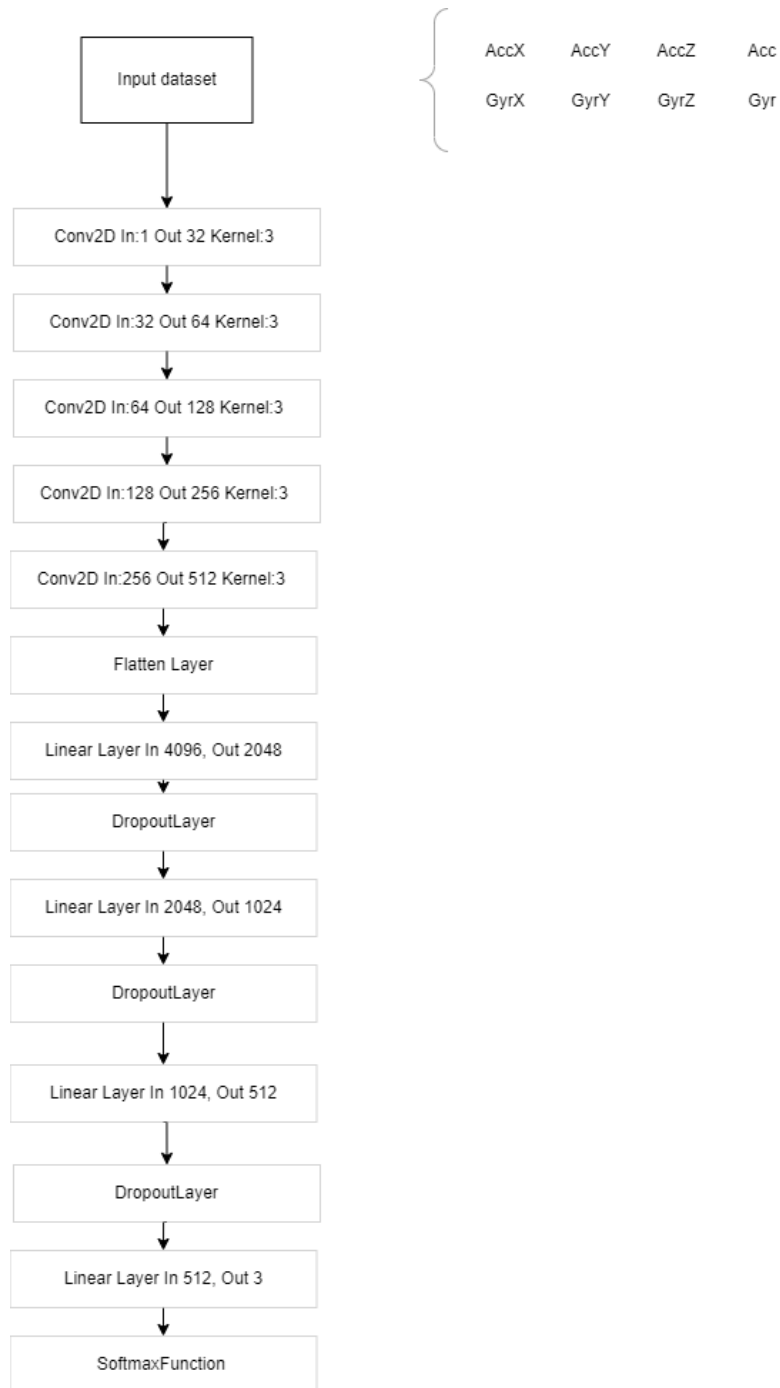 Input dataset
AccX AccY AccZ Acc
GyrX GyrY GyrZ Gyr
Conv2D In:1 Out 32 Kernel:3
Conv2D In:32 Out 64 Kernel:3
Conv2D In:64 Out 128 Kernel:3
Conv2D In:128 Out 256 Kernel:3
Conv2D In:256 Out 512 Kernel:3
Flatten Layer
Linear Layer In 4096, Out 2048
DropoutLayer
Linear Layer In 2048, Out 1024
DropoutLayer
Linear Layer In 1024, Out 512
DropoutLayer
Linear Layer In 512, Out 3
SoftmaxFunction